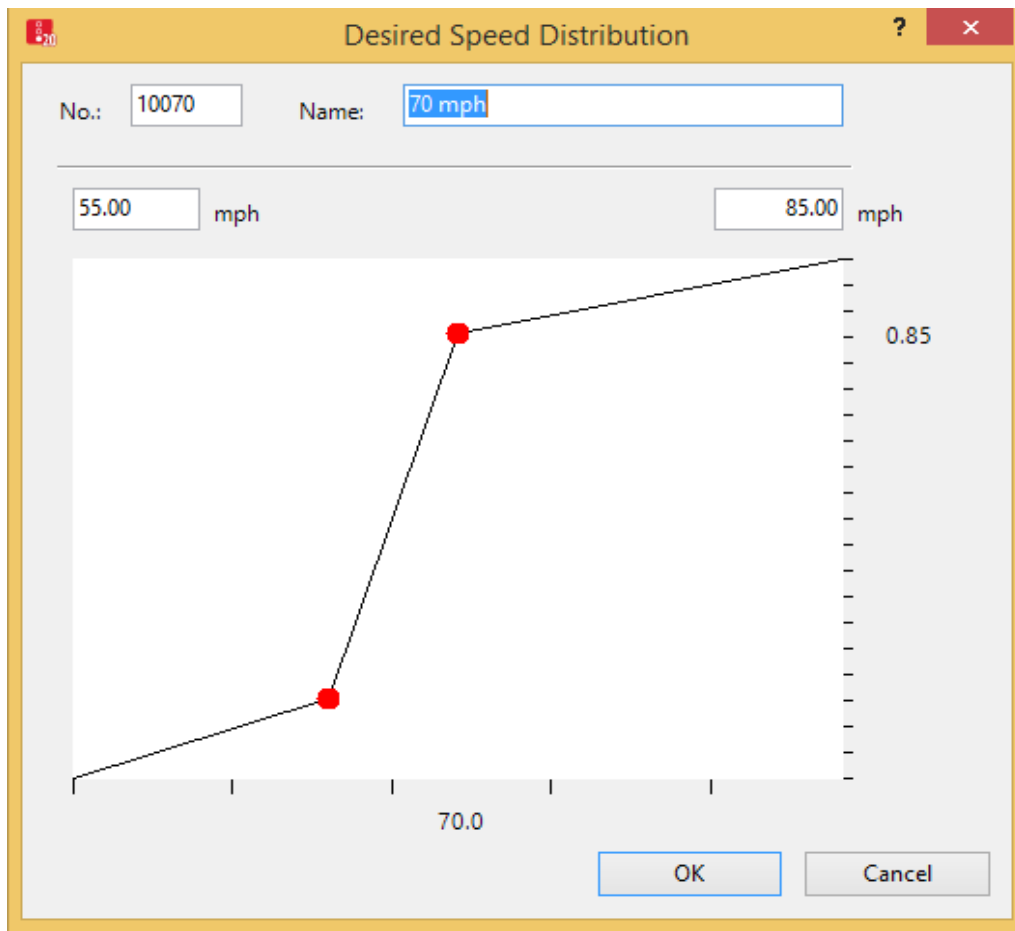 20
Desired Speed Distribution ? ×
No.: 10070 Name: 70 mph
55.00 mph 85.00 mph
0.85
70.0
OK Cancel